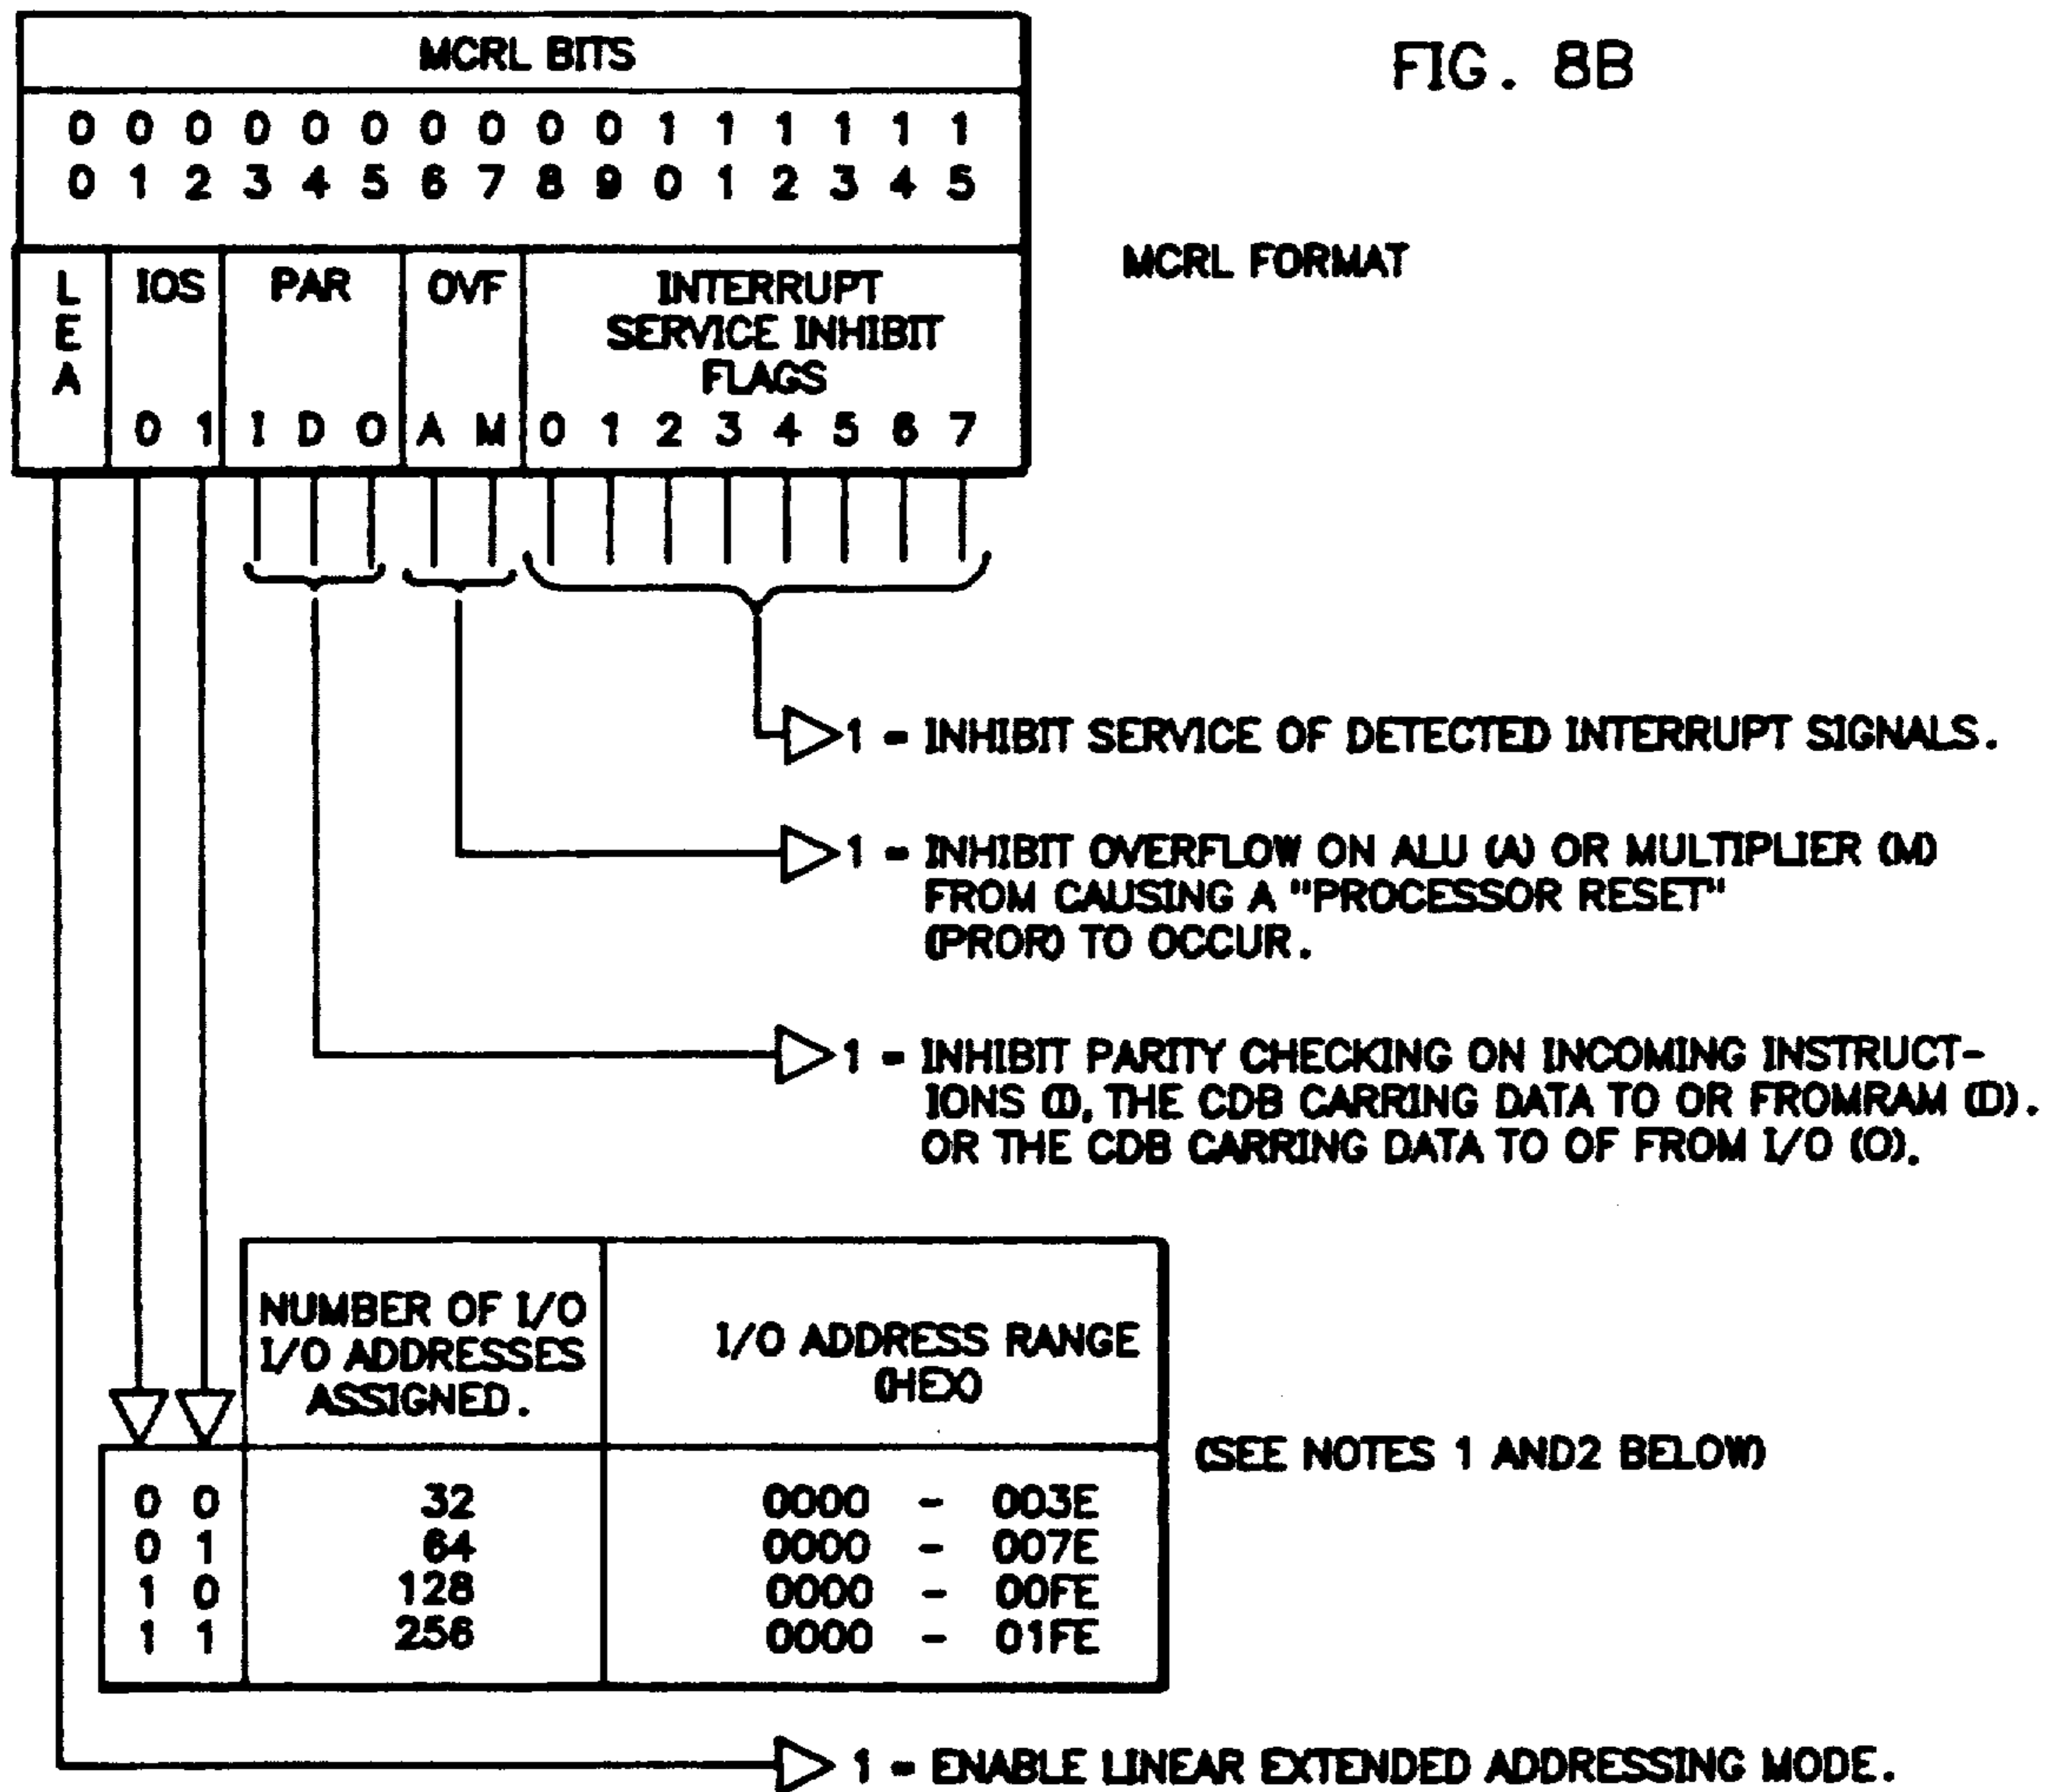 MCRL BITS
FIG. 8B
0 0 0 0 0 0 0 0 0 0 1 1 1 1 1 1
0 1 2 3 4 5 6 7 8 9 0 1 2 3 4 5
MCRL FORMAT
LEA
IOS
PAR
OVF
INTERRUPT
SERVICE INHIBIT
FLAGS
0 1 I D O A M 0 1 2 3 4 5 6 7
1 = INHIBIT SERVICE OF DETECTED INTERRUPT SIGNALS.
1 = INHIBIT OVERFLOW ON ALU (A) OR MULTIPLIER (M)
FROM CAUSING A "PROCESSOR RESET"
(PROR) TO OCCUR.
1 = INHIBIT PARITY CHECKING ON INCOMING INSTRUCT-
IONS (I), THE CDB CARRING DATA TO OR FROMRAM (D).
OR THE CDB CARRING DATA TO OF FROM I/O (O).
NUMBER OF I/O
I/O ADDRESSES
ASSIGNED.
I/O ADDRESS RANGE
(HEX)
(SEE NOTES 1 AND2 BELOW)
0 0 32 0000 - 003E
0 1 64 0000 - 007E
1 0 128 0000 - 00FE
1 1 256 0000 - 01FE
1 = ENABLE LINEAR EXTENDED ADDRESSING MODE.